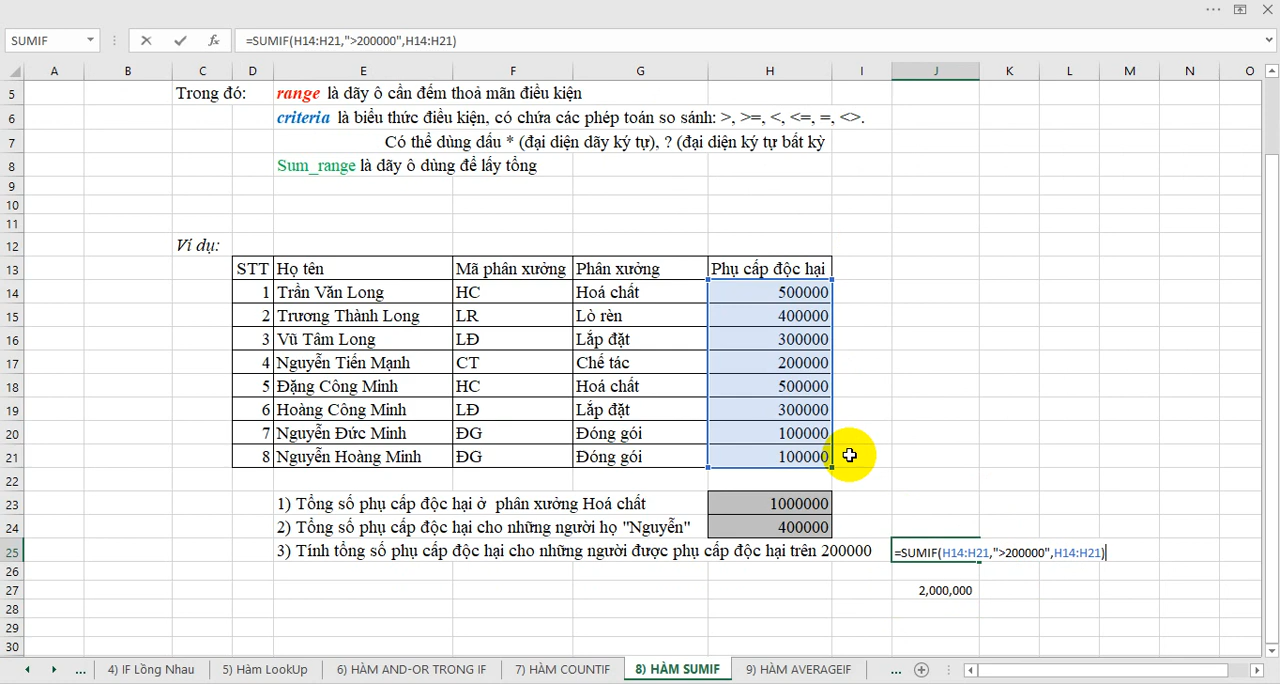 SUMIF =SUMIF(H14:H21,">200000",H14:H21)
A B C D E F G H I J K L M N O
5 Trong đó: range là dãy ô cần đếm thoả mãn điều kiện
6 criteria là biểu thức điều kiện, có chứa các phép toán so sánh: >, >=, <, <=, =, <>.
7 Có thể dùng dấu * (đại diện dãy ký tự), ? (đại diện ký tự bất kỳ
8 Sum_range là dãy ô dùng để lấy tổng
9
10
11
12 Ví dụ:
13 STT Họ tên Mã phân xưởng Phân xưởng Phụ cấp độc hại
14 1 Trần Văn Long HC Hoá chất 500000
15 2 Trương Thành Long LR Lò rèn 400000
16 3 Vũ Tâm Long LĐ Lắp đặt 300000
17 4 Nguyễn Tiến Mạnh CT Chế tác 200000
18 5 Đặng Công Minh HC Hoá chất 500000
19 6 Hoàng Công Minh LĐ Lắp đặt 300000
20 7 Nguyễn Đức Minh ĐG Đóng gói 100000
21 8 Nguyễn Hoàng Minh ĐG Đóng gói 100000
22
23 1) Tổng số phụ cấp độc hại ở phân xưởng Hoá chất 1000000
24 2) Tổng số phụ cấp độc hại cho những người họ "Nguyễn" 400000
25 3) Tính tổng số phụ cấp độc hại cho những người được phụ cấp độc hại trên 200000 =SUMIF(H14:H21,">200000",H14:H21)
26
27 2,000,000
28
29
30
... 4) IF Lồng Nhau 5) Hàm LookUp 6) HÀM AND-OR TRONG IF 7) HÀM COUNTIF 8) HÀM SUMIF 9) HÀM AVERAGEIF ...